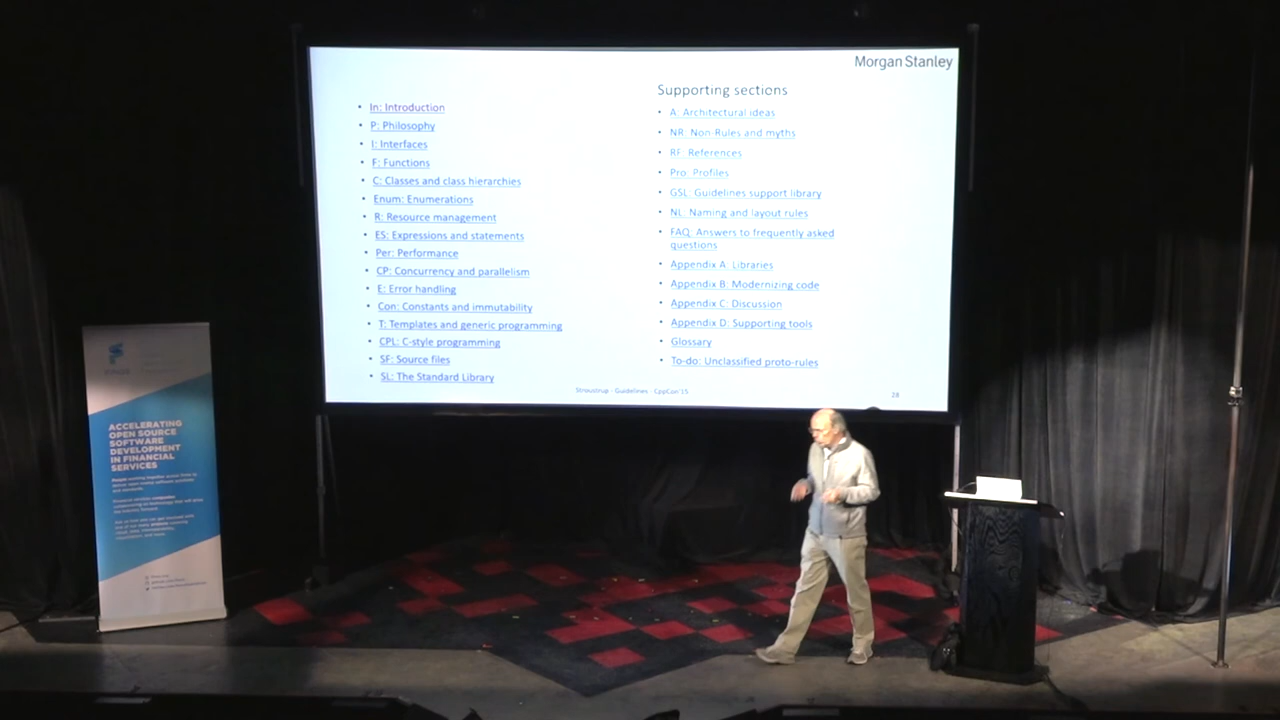 Morgan Stanley
In: Introduction
P: Philosophy
I: Interfaces
F: Functions
C: Classes and class hierarchies
Enum: Enumerations
R: Resource management
ES: Expressions and statements
Per: Performance
CP: Concurrency and parallelism
E: Error handling
Con: Constants and immutability
T: Templates and generic programming
CPL: C-style programming
SF: Source files
SL: The Standard Library
Supporting sections
A: Architectural ideas
NR: Non-Rules and myths
RF: References
Pro: Profiles
GSL: Guidelines support library
NL: Naming and layout rules
FAQ: Answers to frequently asked
questions
Appendix A: Libraries
Appendix B: Modernizing code
Appendix C: Discussion
Appendix D: Supporting tools
Glossary
To-do: Unclassified proto-rules
Stroustrup - Guidelines - CppCon'15
28
ACCELERATING
OPEN SOURCE
SOFTWARE
DEVELOPMENT
IN FINANCIAL
SERVICES